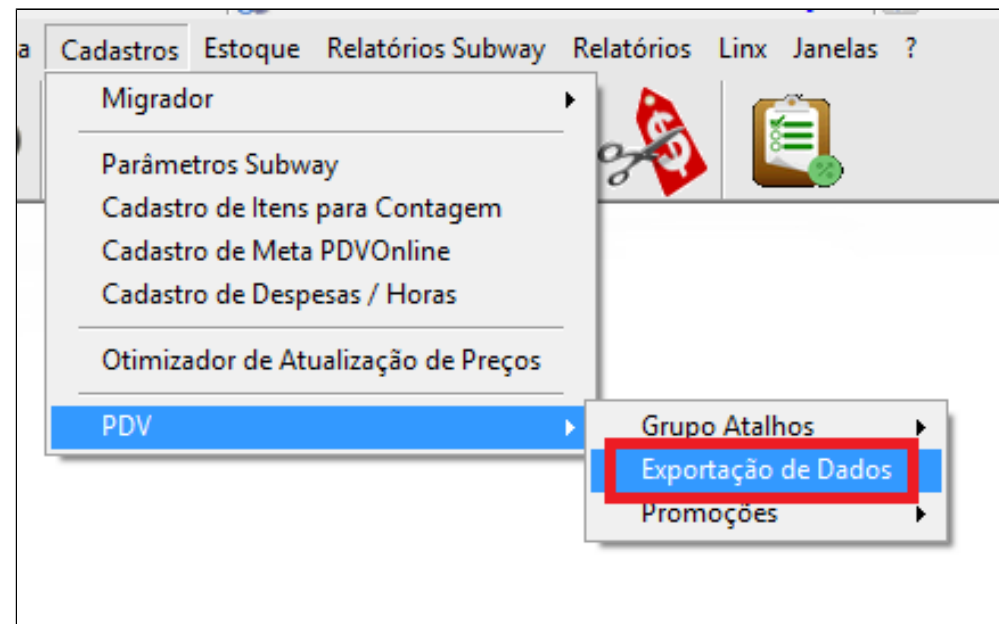 a Cadastros Estoque Relatórios Subway Relatórios Linx Janelas ?
Migrador
Parâmetros Subway
Cadastro de Itens para Contagem
Cadastro de Meta PDVOnline
Cadastro de Despesas / Horas
Otimizador de Atualização de Preços
PDV
Grupo Atalhos
Exportação de Dados
Promoções